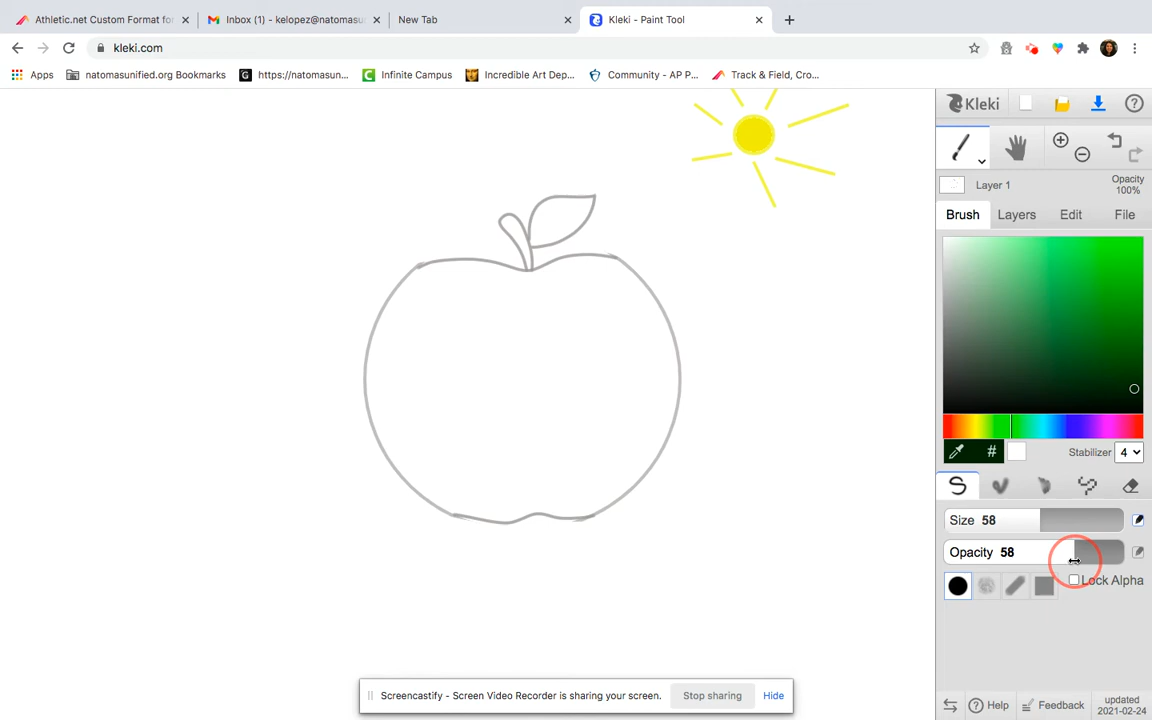 Athletic.net Custom Format for
Inbox (1) - kelopez@natomasu
New Tab
Kleki - Paint Tool
kleki.com
Apps
natomasunified.org Bookmarks
https://natomasun...
Infinite Campus
Incredible Art Dep...
Community - AP P...
Track & Field, Cro...
Kleki
Layer 1
Opacity
100%
Brush
Layers
Edit
File
#
Stabilizer 4
Size 58
Opacity 58
Lock Alpha
Screencastify - Screen Video Recorder is sharing your screen.
Stop sharing
Hide
Help
Feedback
updated
2021-02-24